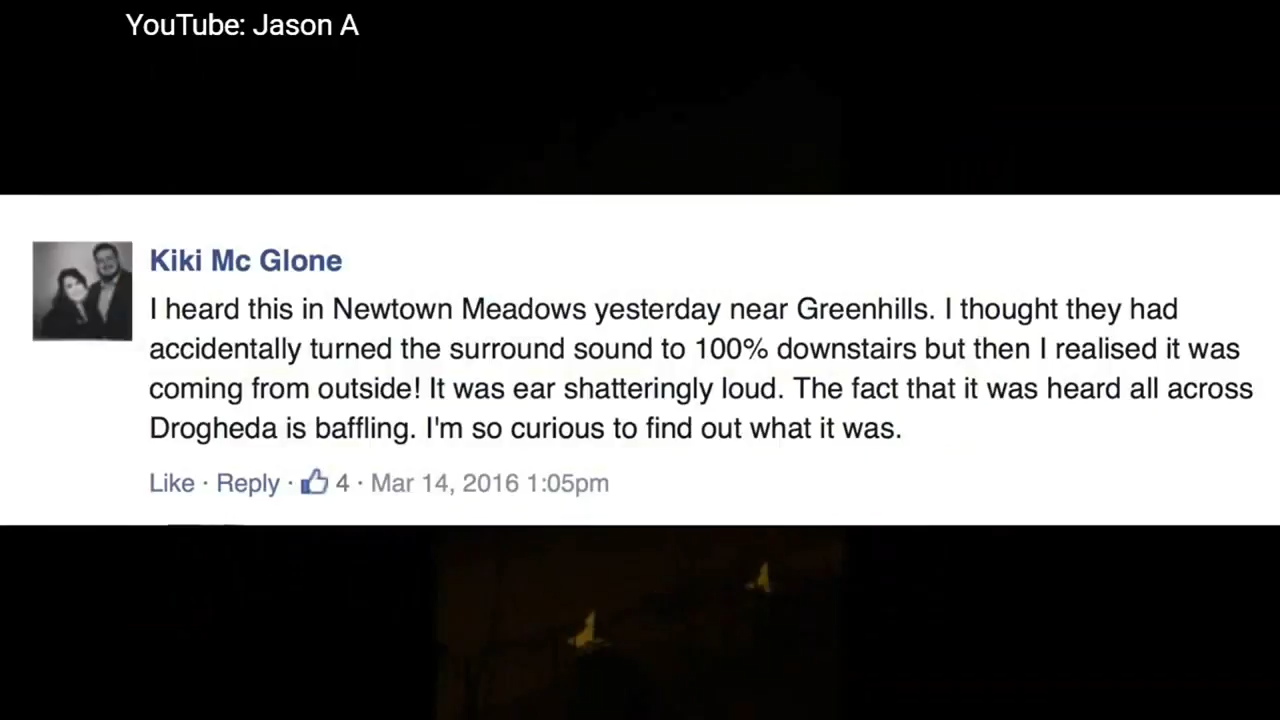 YouTube: Jason A
Kiki Mc Glone
I heard this in Newtown Meadows yesterday near Greenhills. I thought they had
accidentally turned the surround sound to 100% downstairs but then I realised it was
coming from outside! It was ear shatteringly loud. The fact that it was heard all across
Drogheda is baffling. I'm so curious to find out what it was.
Like · Reply · 4 · Mar 14, 2016 1:05pm